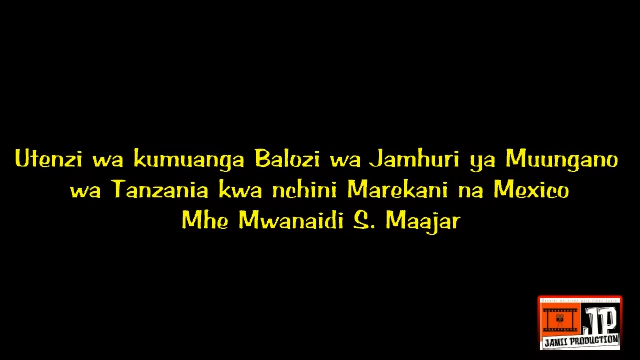 Utenzi wa kumuanga Balozi wa Jamhuri ya Muungano
wa Tanzania kwa nchini Marekani na Mexico
Mhe Mwanaidi S. Maajar
JP
JAMII PRODUCTION